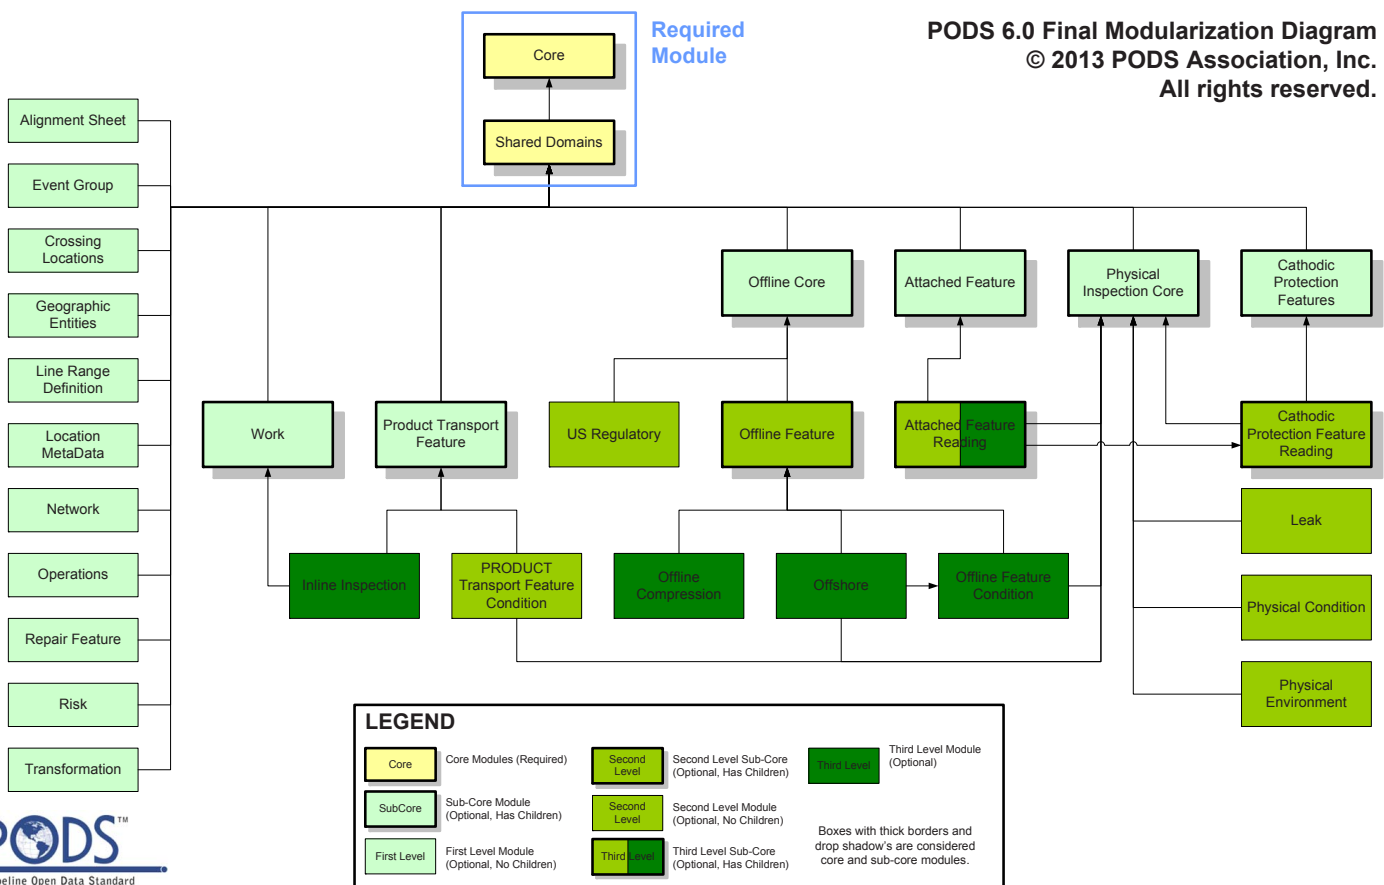 PODS 6.0 Final Modularization Diagram
© 2013 PODS Association, Inc.
All rights reserved.
Required
Module
Core
Shared Domains
Alignment Sheet
Event Group
Crossing
Locations
Geographic
Entities
Line Range
Definition
Location
MetaData
Network
Operations
Repair Feature
Risk
Transformation
Offline Core
Attached Feature
Physical
Inspection Core
Cathodic
Protection
Features
Work
Product Transport
Feature
US Regulatory
Offline Feature
Attached Feature
Reading
Cathodic
Protection Feature
Reading
Inline Inspection
PRODUCT
Transport Feature
Condition
Offline
Compression
Offshore
Offline Feature
Condition
Leak
Physical Condition
Physical
Environment
LEGEND
Core
Core Modules (Required)
SubCore
Sub-Core Module
(Optional, Has Children)
First Level
First Level Module
(Optional, No Children)
Second
Level
Second Level Sub-Core
(Optional, Has Children)
Second
Level
Second Level Module
(Optional, No Children)
Third Level
Third Level Sub-Core
(Optional, Has Children)
Third Level
Third Level Module
(Optional)
Boxes with thick borders and
drop shadow's are considered
core and sub-core modules.
PODS™
peline Open Data Standard